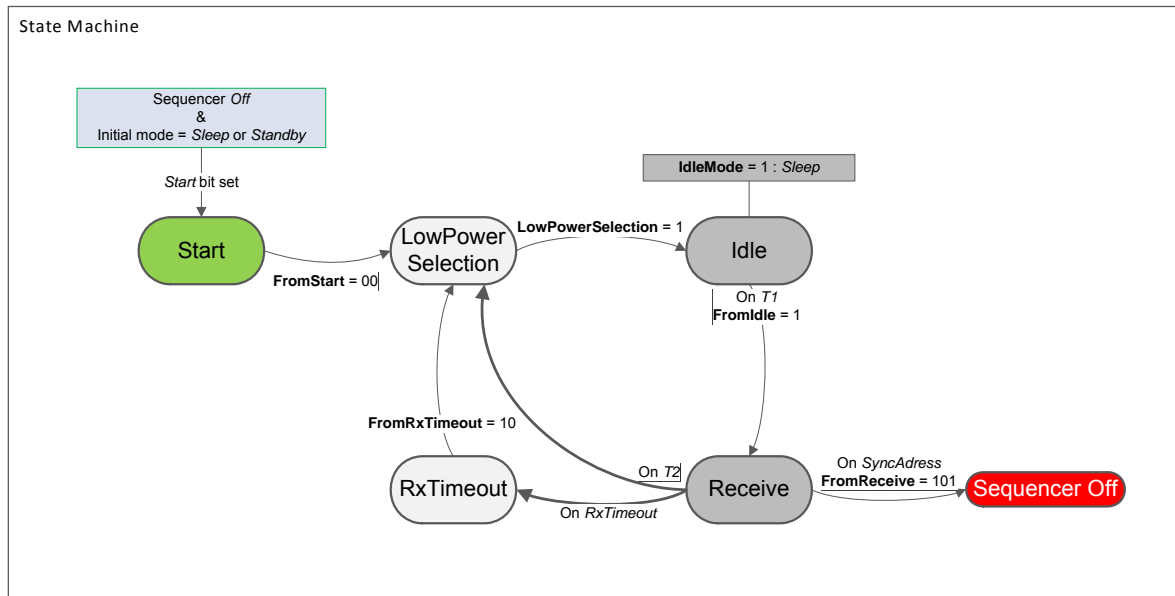 State Machine
Sequencer Off
&
Initial mode = Sleep or Standby
Start bit set
IdleMode = 1 : Sleep
Start
FromStart = 00
LowPower
Selection
LowPowerSelection = 1
Idle
On T1
FromIdle = 1
FromRxTimeout = 10
RxTimeout
On RxTimeout
On T2
Receive
On SyncAdress
FromReceive = 101
Sequencer Off